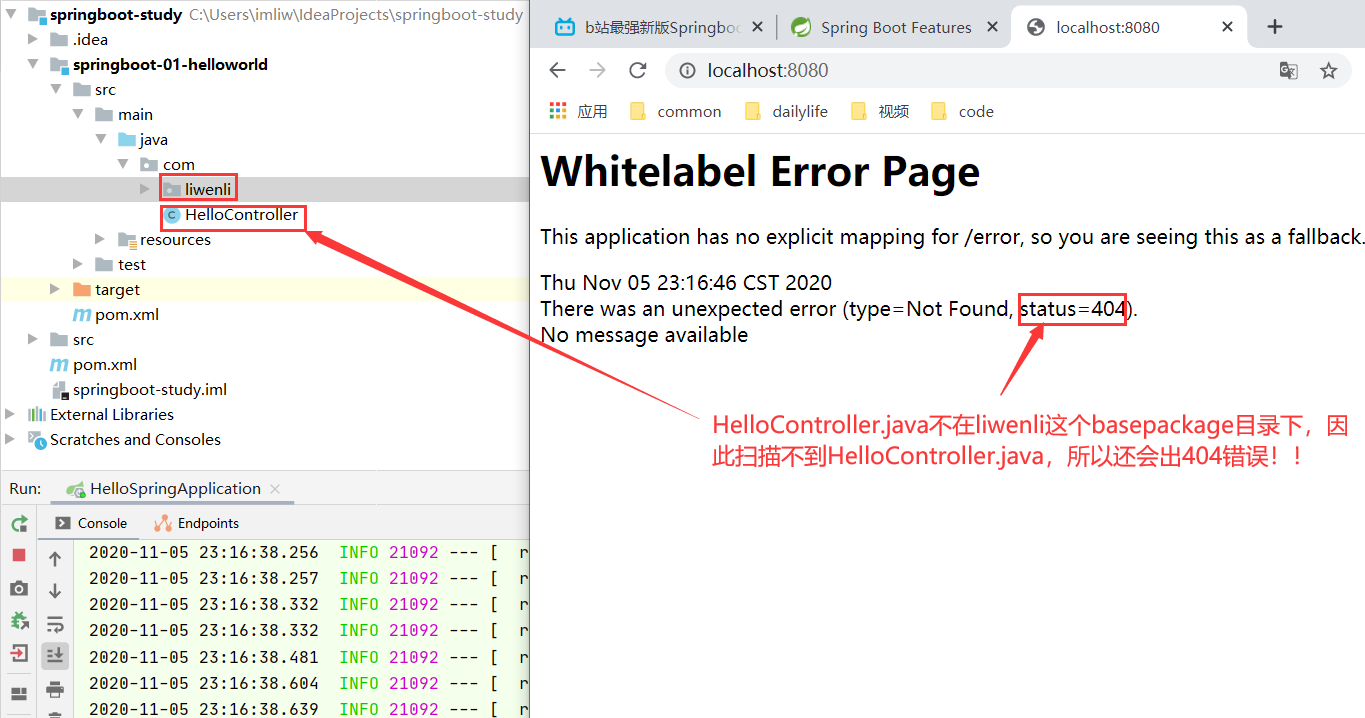 springboot-study C:\Users\imliw\IdeaProjects\springboot-study
.idea
springboot-01-helloworld
src
main
java
com
liwenli
HelloController
resources
test
target
pom.xml
src
pom.xml
springboot-study.iml
External Libraries
Scratches and Consoles
Run: HelloSpringApplication
Console Endpoints
2020-11-05 23:16:38.256 INFO 21092 --- [ r
2020-11-05 23:16:38.257 INFO 21092 --- [ r
2020-11-05 23:16:38.332 INFO 21092 --- [ r
2020-11-05 23:16:38.332 INFO 21092 --- [ r
2020-11-05 23:16:38.481 INFO 21092 --- [ r
2020-11-05 23:16:38.604 INFO 21092 --- [ r
2020-11-05 23:16:38.639 INFO 21092 --- [ r
b站最强新版Springboo Spring Boot Features localhost:8080
localhost:8080
应用 common dailylife 视频 code
Whitelabel Error Page
This application has no explicit mapping for /error, so you are seeing this as a fallback.
Thu Nov 05 23:16:46 CST 2020
There was an unexpected error (type=Not Found, status=404).
No message available
HelloController.java不在liwenli这个basepackage目录下，因
此扫描不到HelloController.java，所以还会出404错误！！